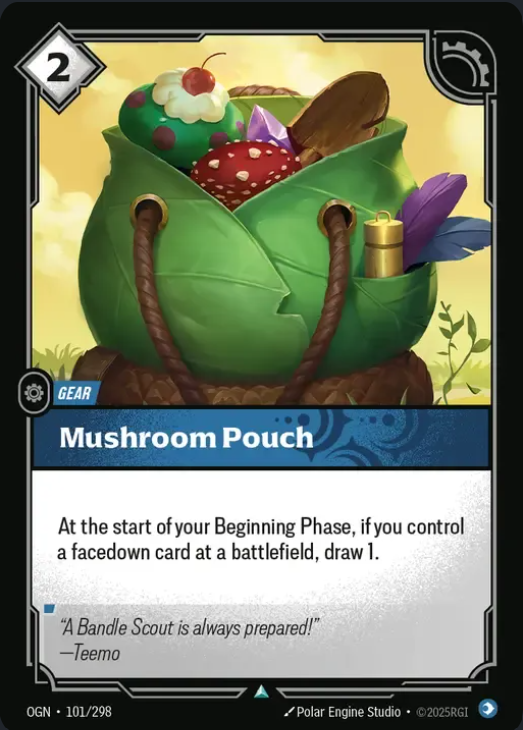 2
GEAR
Mushroom Pouch
At the start of your Beginning Phase, if you control
a facedown card at a battlefield, draw 1.
“A Bandle Scout is always prepared!”
—Teemo
OGN • 101/298
Polar Engine Studio • ©2025RGI